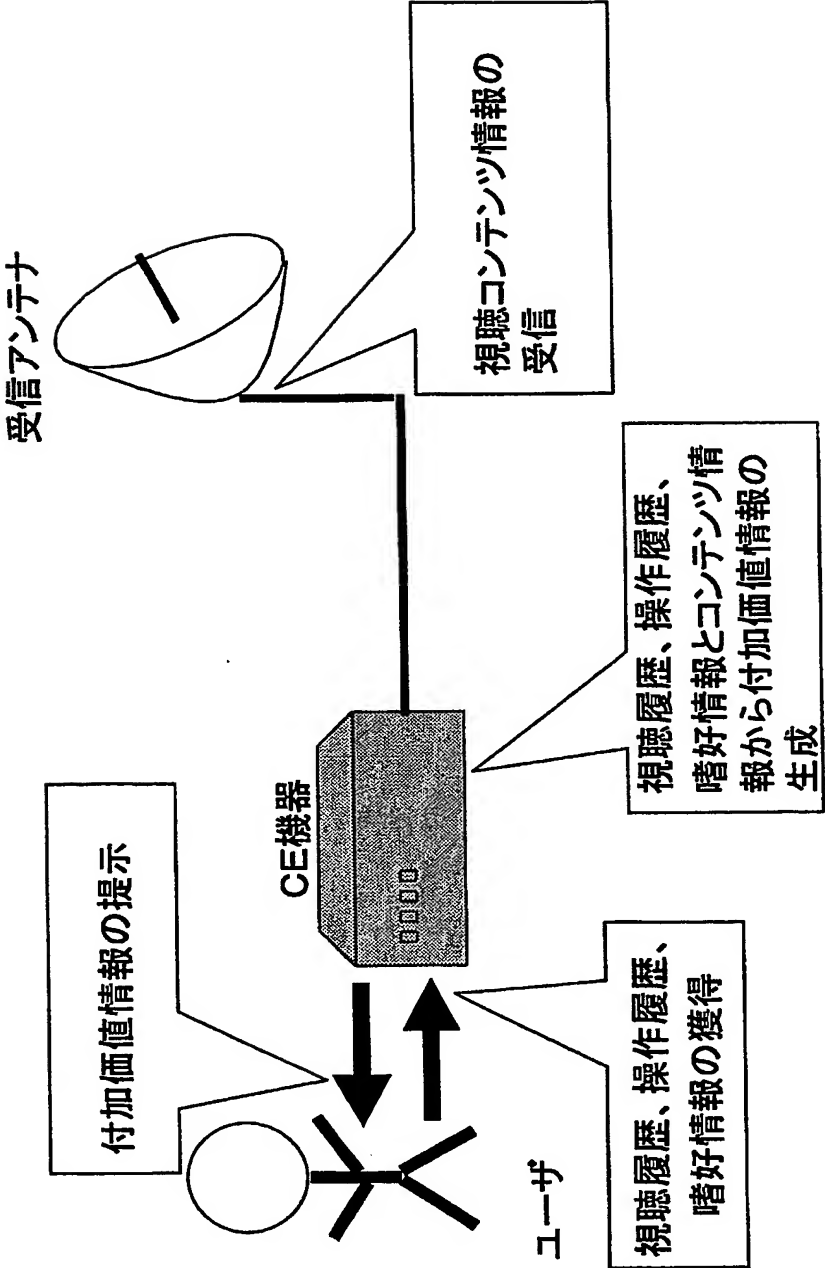 受信アンテナ
付加価値情報の提示
CE機器
視聴コンテンツ情報の
受信
視聴履歴、操作履歴、
嗜好情報とコンテンツ情
報から付加価値情報の
生成
ユーザ
視聴履歴、操作履歴、
嗜好情報の獲得